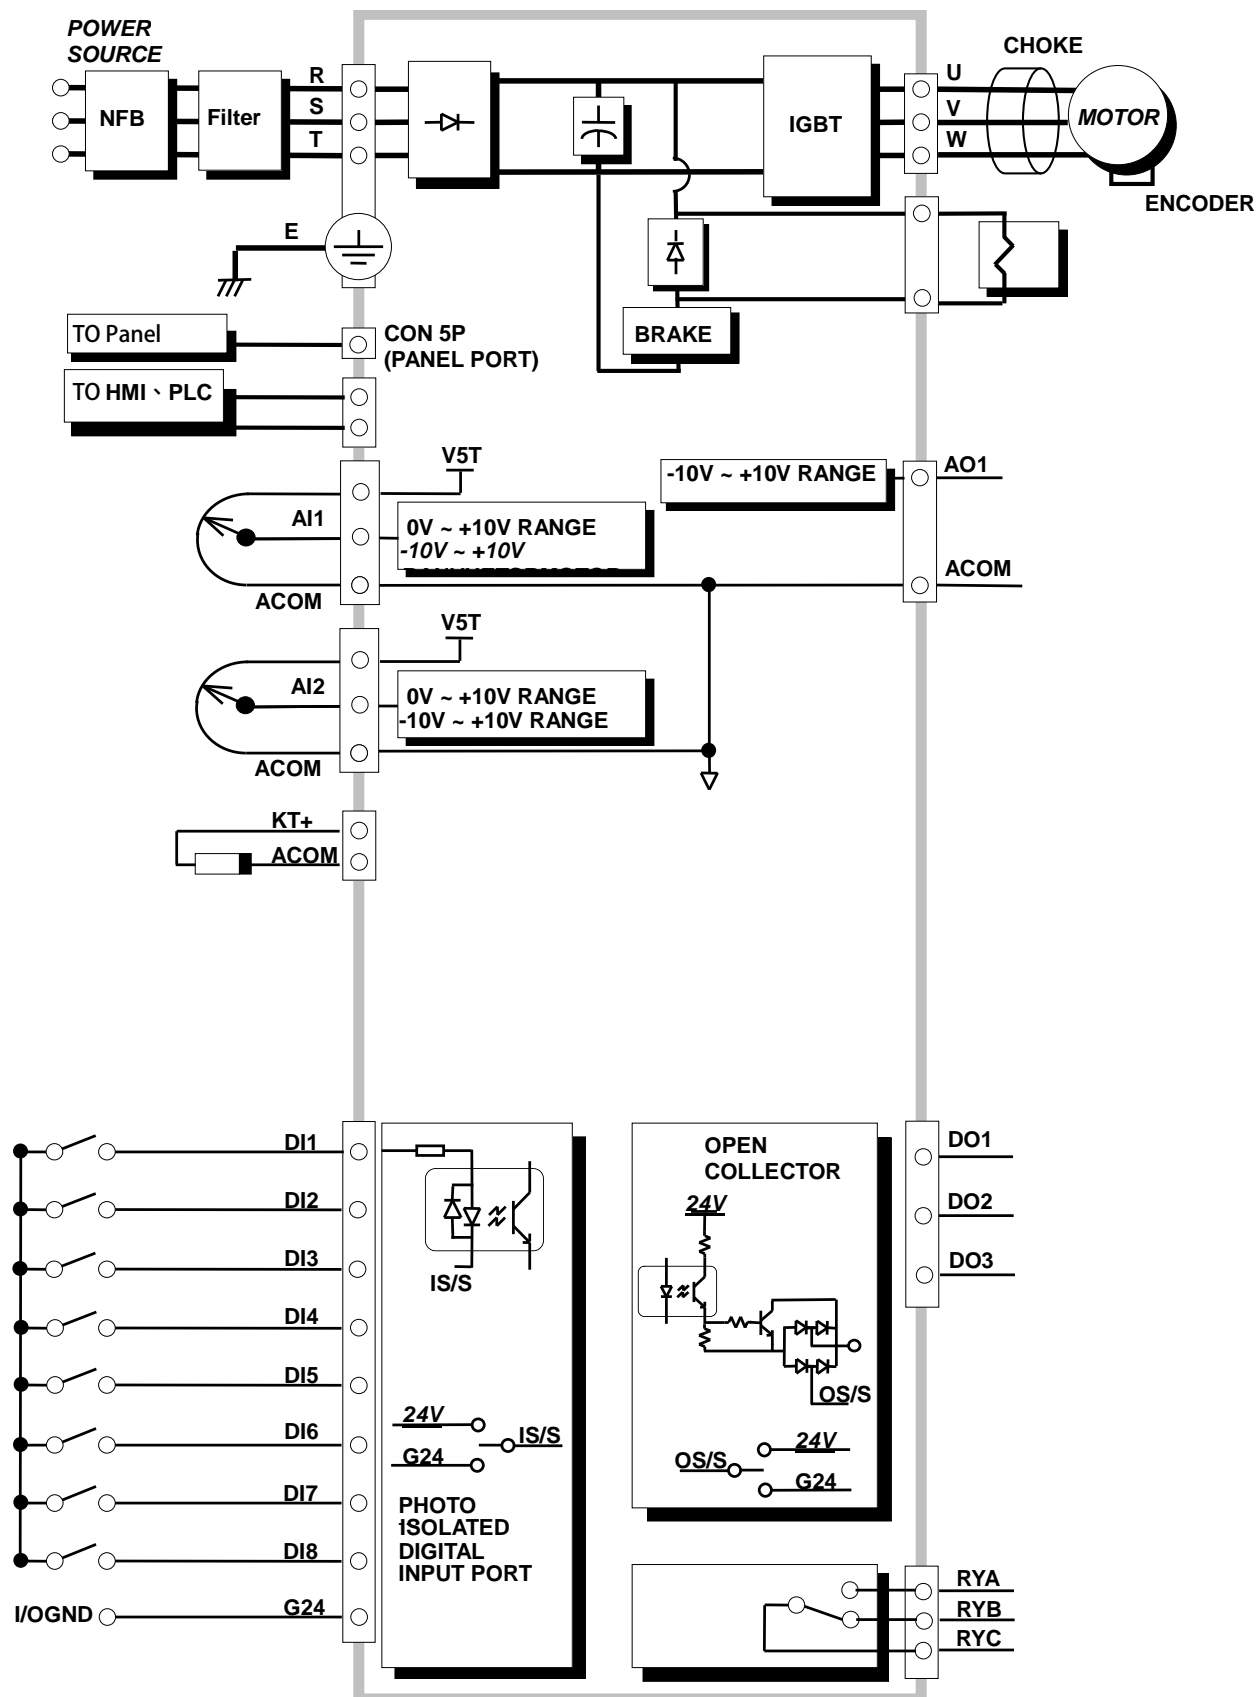 POWER
SOURCE
NFB
Filter
R
S
T
E
IGBT
U
V
W
CHOKE
MOTOR
ENCODER
BRAKE
TO Panel
CON 5P
(PANEL PORT)
TO HMI、PLC
V5T
AI1
0V ~ +10V RANGE
-10V ~ +10V
ACOM
-10V ~ +10V RANGE
AO1
ACOM
V5T
AI2
0V ~ +10V RANGE
-10V ~ +10V RANGE
ACOM
KT+
ACOM
DI1
DI2
DI3
DI4
DI5
DI6
DI7
DI8
I/OGND
G24
IS/S
24V
IS/S
G24
PHOTO
ISOLATED
DIGITAL
INPUT PORT
OPEN
COLLECTOR
24V
OS/S
24V
OS/S
G24
DO1
DO2
DO3
RYA
RYB
RYC